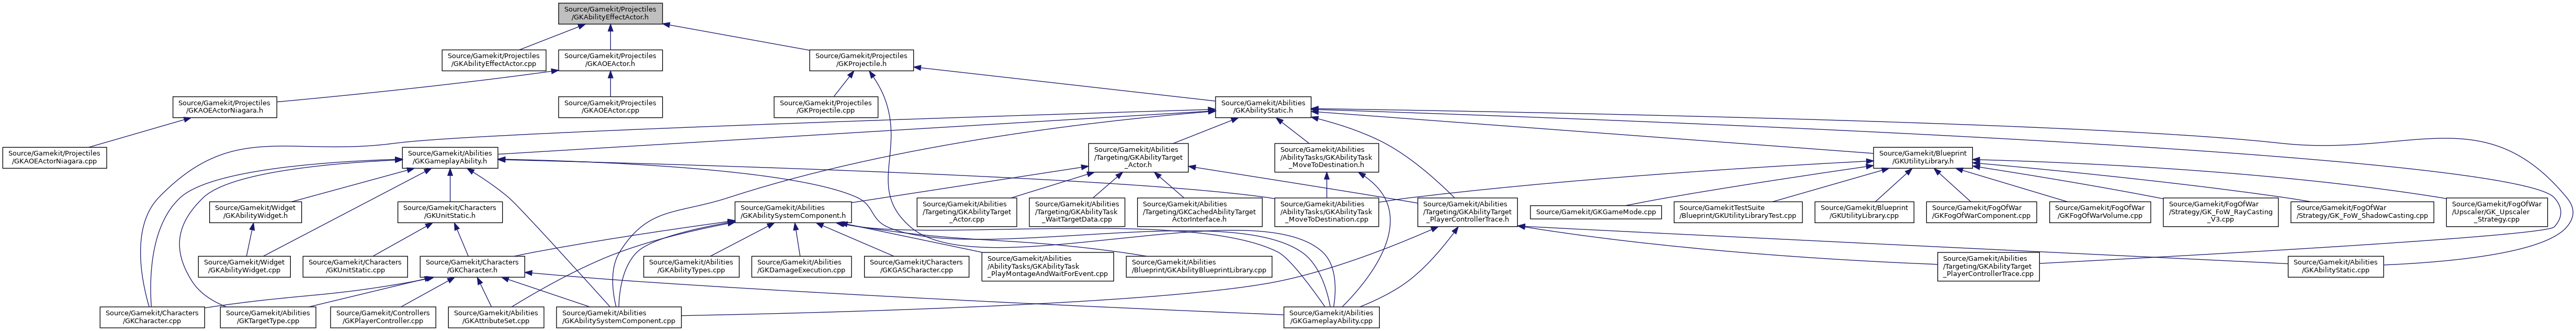 Source/Gamekit/Projectiles
/GKAbilityEffectActor.h
Source/Gamekit/Projectiles
/GKAbilityEffectActor.cpp
Source/Gamekit/Projectiles
/GKAOEActor.h
Source/Gamekit/Projectiles
/GKProjectile.h
Source/Gamekit/Projectiles
/GKAOEActorNiagara.h
Source/Gamekit/Projectiles
/GKAOEActor.cpp
Source/Gamekit/Projectiles
/GKProjectile.cpp
Source/Gamekit/Abilities
/GKAbilityStatic.h
Source/Gamekit/Projectiles
/GKAOEActorNiagara.cpp
Source/Gamekit/Abilities
/GKGameplayAbility.h
Source/Gamekit/Abilities
/Targeting/GKAbilityTarget
_Actor.h
Source/Gamekit/Abilities
/AbilityTasks/GKAbilityTask
_MoveToDestination.h
Source/Gamekit/Blueprint
/GKUtilityLibrary.h
Source/Gamekit/Widget
/GKAbilityWidget.h
Source/Gamekit/Characters
/GKUnitStatic.h
Source/Gamekit/Abilities
/GKAbilitySystemComponent.h
Source/Gamekit/Abilities
/Targeting/GKAbilityTarget
_Actor.cpp
Source/Gamekit/Abilities
/Targeting/GKAbilityTask
_WaitTargetData.cpp
Source/Gamekit/Abilities
/Targeting/GKCachedAbilityTarget
ActorInterface.h
Source/Gamekit/Abilities
/AbilityTasks/GKAbilityTask
_MoveToDestination.cpp
Source/Gamekit/Abilities
/Targeting/GKAbilityTarget
_PlayerControllerTrace.h
Source/Gamekit/GKGameMode.cpp
Source/GamekitTestSuite
/Blueprint/GKUtilityLibraryTest.cpp
Source/Gamekit/Blueprint
/GKUtilityLibrary.cpp
Source/Gamekit/FogOfWar
/GKFogOfWarComponent.cpp
Source/Gamekit/FogOfWar
/GKFogOfWarVolume.cpp
Source/Gamekit/FogOfWar
/Strategy/GK_FoW_RayCasting
_V3.cpp
Source/Gamekit/FogOfWar
/Strategy/GK_FoW_ShadowCasting.cpp
Source/Gamekit/FogOfWar
/Upscaler/GK_Upscaler
_Strategy.cpp
Source/Gamekit/Widget
/GKAbilityWidget.cpp
Source/Gamekit/Characters
/GKUnitStatic.cpp
Source/Gamekit/Characters
/GKCharacter.h
Source/Gamekit/Abilities
/GKAbilityTypes.cpp
Source/Gamekit/Abilities
/GKDamageExecution.cpp
Source/Gamekit/Characters
/GKGASCharacter.cpp
Source/Gamekit/Abilities
/AbilityTasks/GKAbilityTask
_PlayMontageAndWaitForEvent.cpp
Source/Gamekit/Abilities
/Blueprint/GKAbilityBlueprintLibrary.cpp
Source/Gamekit/Abilities
/Targeting/GKAbilityTarget
_PlayerControllerTrace.cpp
Source/Gamekit/Abilities
/GKAbilityStatic.cpp
Source/Gamekit/Characters
/GKCharacter.cpp
Source/Gamekit/Abilities
/GKTargetType.cpp
Source/Gamekit/Controllers
/GKPlayerController.cpp
Source/Gamekit/Abilities
/GKAttributeSet.cpp
Source/Gamekit/Abilities
/GKAbilitySystemComponent.cpp
Source/Gamekit/Abilities
/GKGameplayAbility.cpp